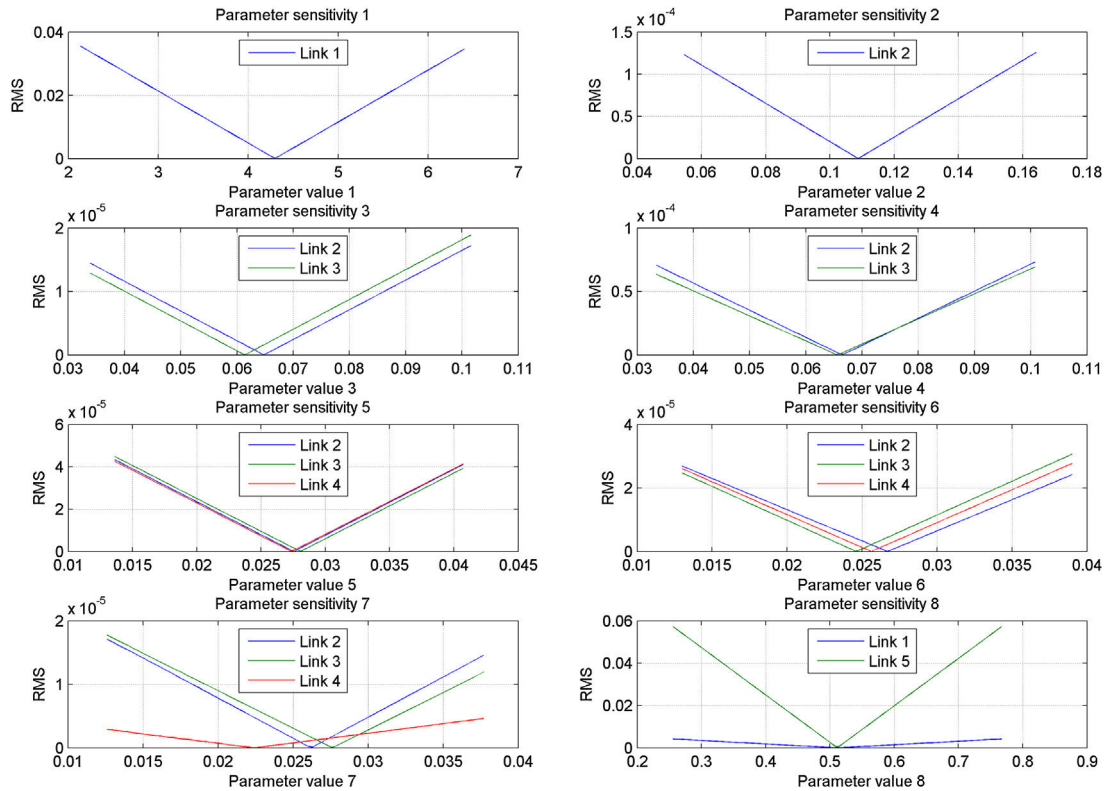 Parameter sensitivity 1
0.04
0.02
0
RMS
Link 1
2 3 4 5 6 7
Parameter value 1
Parameter sensitivity 2
x 10⁻⁴
1.5
1
0.5
0
RMS
Link 2
0.04 0.06 0.08 0.1 0.12 0.14 0.16 0.18
Parameter value 2
Parameter sensitivity 3
x 10⁻⁵
2
1
0
RMS
Link 2
Link 3
0.03 0.04 0.05 0.06 0.07 0.08 0.09 0.1 0.11
Parameter value 3
Parameter sensitivity 4
x 10⁻⁴
1
0.5
0
RMS
Link 2
Link 3
0.03 0.04 0.05 0.06 0.07 0.08 0.09 0.1 0.11
Parameter value 4
Parameter sensitivity 5
x 10⁻⁵
6
4
2
0
RMS
Link 2
Link 3
Link 4
0.01 0.015 0.02 0.025 0.03 0.035 0.04 0.045
Parameter value 5
Parameter sensitivity 6
x 10⁻⁵
4
2
0
RMS
Link 2
Link 3
Link 4
0.01 0.015 0.02 0.025 0.03 0.035 0.04
Parameter value 6
Parameter sensitivity 7
x 10⁻⁵
2
1
0
RMS
Link 2
Link 3
Link 4
0.01 0.015 0.02 0.025 0.03 0.035 0.04
Parameter value 7
Parameter sensitivity 8
0.06
0.04
0.02
0
RMS
Link 1
Link 5
0.2 0.3 0.4 0.5 0.6 0.7 0.8 0.9
Parameter value 8